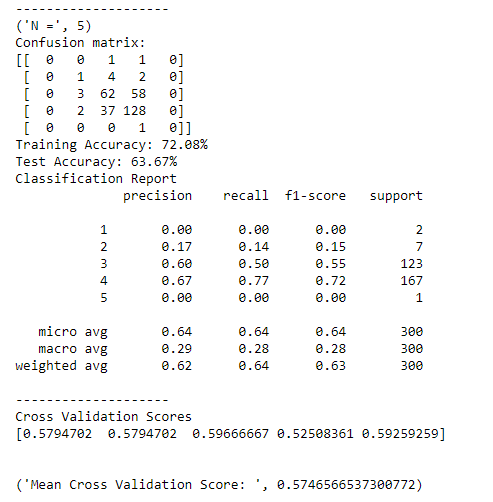 --------------------
('N =', 5)
Confusion matrix:
[[  0   0   1   1   0]
 [  0   1   4   2   0]
 [  0   3  62  58   0]
 [  0   2  37 128   0]
 [  0   0   0   1   0]]
Training Accuracy: 72.08%
Test Accuracy: 63.67%
Classification Report
              precision    recall  f1-score   support

           1       0.00      0.00      0.00         2
           2       0.17      0.14      0.15         7
           3       0.60      0.50      0.55       123
           4       0.67      0.77      0.72       167
           5       0.00      0.00      0.00         1

   micro avg       0.64      0.64      0.64       300
   macro avg       0.29      0.28      0.28       300
weighted avg       0.62      0.64      0.63       300

--------------------
Cross Validation Scores
[0.5794702  0.5794702  0.59666667 0.52508361 0.59259259]

('Mean Cross Validation Score: ', 0.5746566537300772)